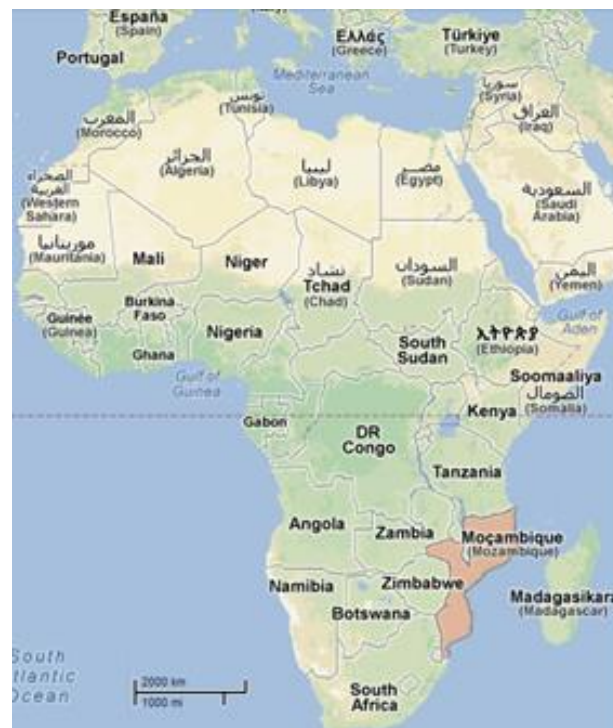 España
(Spain)
Portugal
Ελλάς
(Greece)
Türkiye
(Turkey)
Mediterranean
Sea
سوريا
(Syria)
العراق
(Iraq)
تونس
(Tunisia)
المغرب
(Morocco)
الجزائر
(Algeria)
ليبيا
(Libya)
مصر
(Egypt)
السعودية
(Saudi
Arabia)
الصحراء
الغربية
(Western
Sahara)
موريتانيا
(Mauritania)
Mali
Niger
تشاد
Tchad
(Chad)
السودان
(Sudan)
اليمن
(Yemen)
Gulf of
Aden
Guinée
(Guinea)
Burkina
Faso
Ghana
Nigeria
South
Sudan
ኢትዮጵያ
(Ethiopia)
Soomaaliya
الصومال
(Somalia)
Gulf of
Guinea
Gabon
DR
Congo
Kenya
Tanzania
Angola
Zambia
Moçambique
(Mozambique)
Namibia
Zimbabwe
Botswana
Madagasikara
(Madagascar)
South
Atlantic
Ocean
2000 km
1000 mi
South
Africa